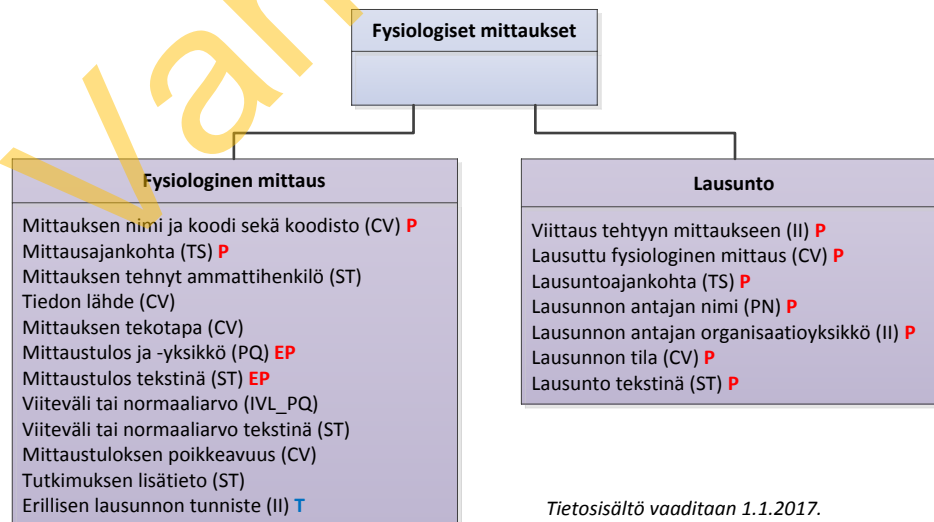 Fysiologiset mittaukset
Fysiologinen mittaus
Mittauksen nimi ja koodi sekä koodisto (CV) P
Mittausajankohta (TS) P
Mittauksen tehnyt ammattihenkilö (ST)
Tiedon lähde (CV)
Mittauksen tekotapa (CV)
Mittaustulos ja -yksikkö (PQ) EP
Mittaustulos tekstinä (ST) EP
Viiteväli tai normaaliarvo (IVL_PQ)
Viiteväli tai normaaliarvo tekstinä (ST)
Mittaustuloksen poikkeavuus (CV)
Tutkimuksen lisätieto (ST)
Erillisen lausunnon tunniste (II) T
Lausunto
Viittaus tehtyyn mittaukseen (II) P
Lausuttu fysiologinen mittaus (CV) P
Lausuntoajankohta (TS) P
Lausunnon antajan nimi (PN) P
Lausunnon antajan organisaatioyksikkö (II) P
Lausunnon tila (CV) P
Lausunto tekstinä (ST) P
Tietosisältö vaaditaan 1.1.2017.